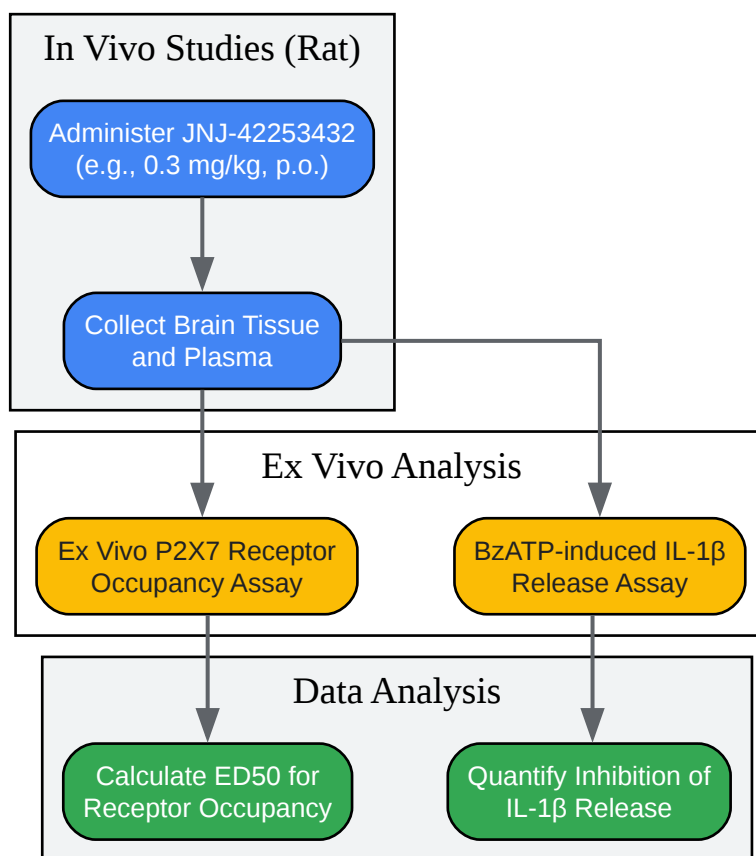 In Vivo Studies (Rat)
Administer JNJ-42253432
(e.g., 0.3 mg/kg, p.o.)
Collect Brain Tissue
and Plasma
Ex Vivo Analysis
Ex Vivo P2X7 Receptor
Occupancy Assay
BzATP-induced IL-1β
Release Assay
Data Analysis
Calculate ED50 for
Receptor Occupancy
Quantify Inhibition of
IL-1β Release